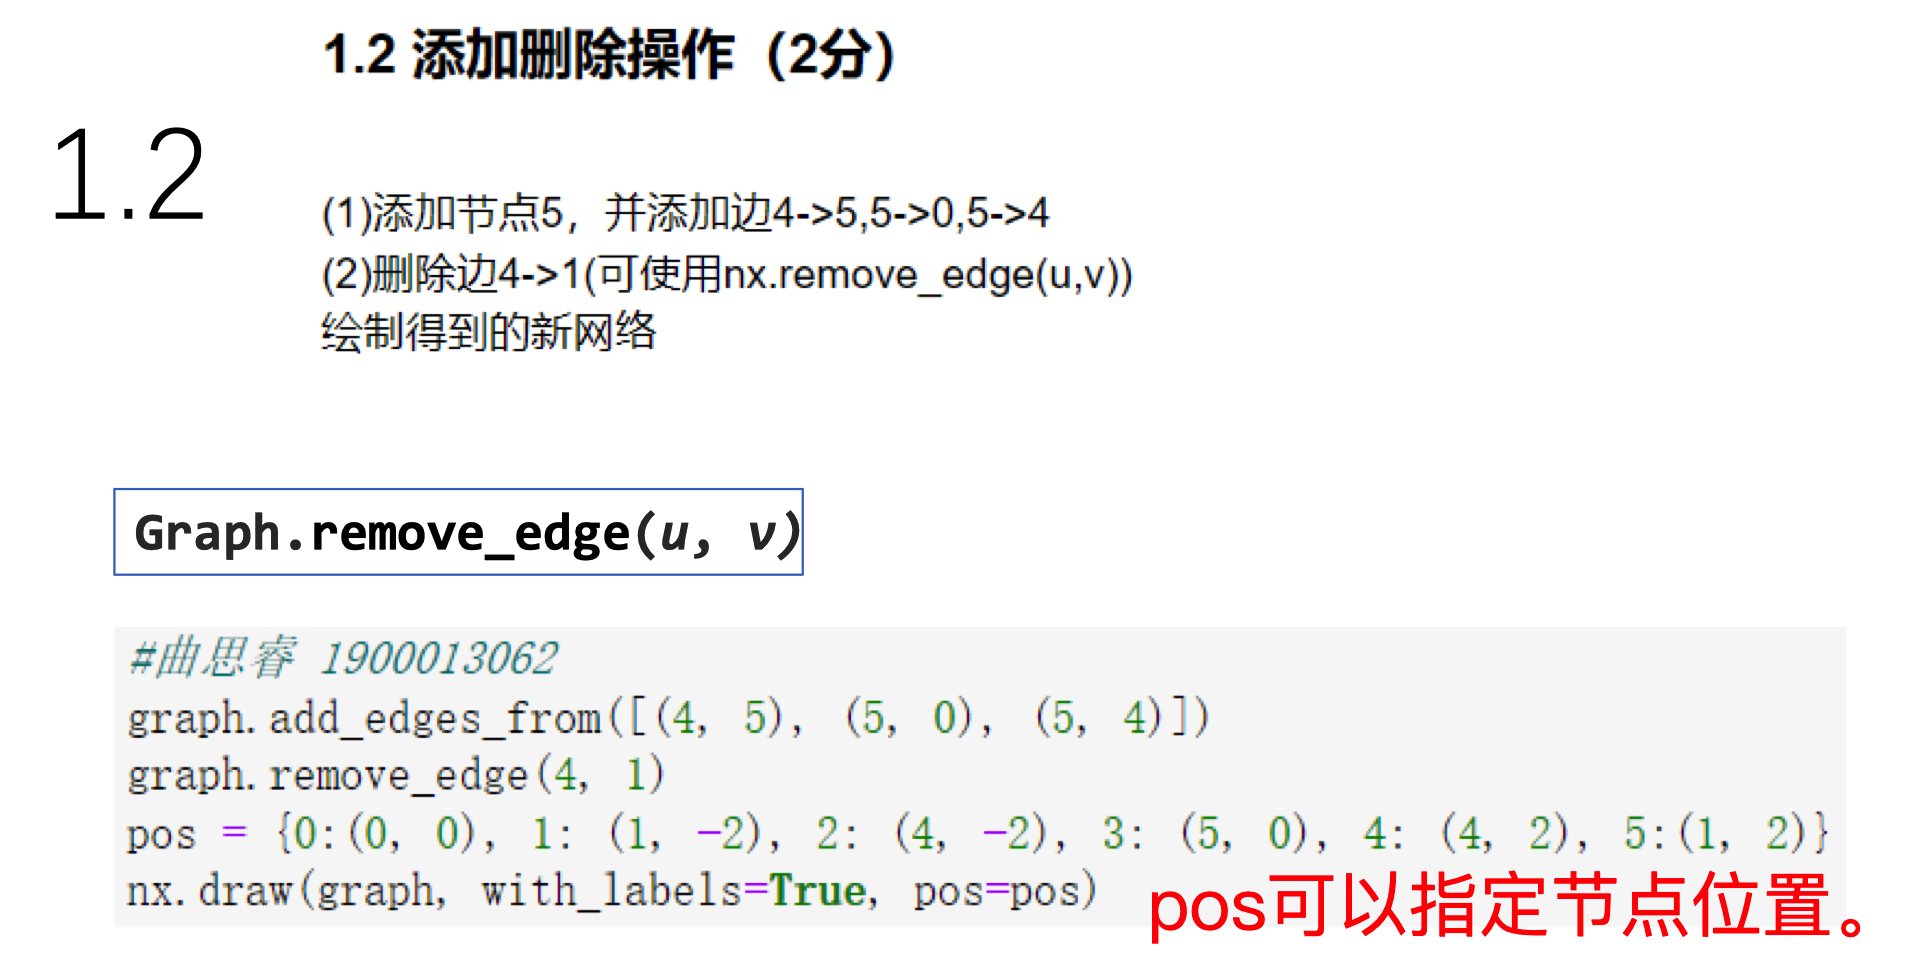 1.2 添加删除操作（2分）
1.2
(1)添加节点5，并添加边4->5,5->0,5->4
(2)删除边4->1(可使用nx.remove_edge(u,v))
绘制得到的新网络
Graph.remove_edge(u, v)
#曲思睿 1900013062
graph.add_edges_from([(4, 5), (5, 0), (5, 4)])
graph.remove_edge(4, 1)
pos = {0:(0, 0), 1: (1, -2), 2: (4, -2), 3: (5, 0), 4: (4, 2), 5:(1, 2)}
nx.draw(graph, with_labels=True, pos=pos)
pos可以指定节点位置。